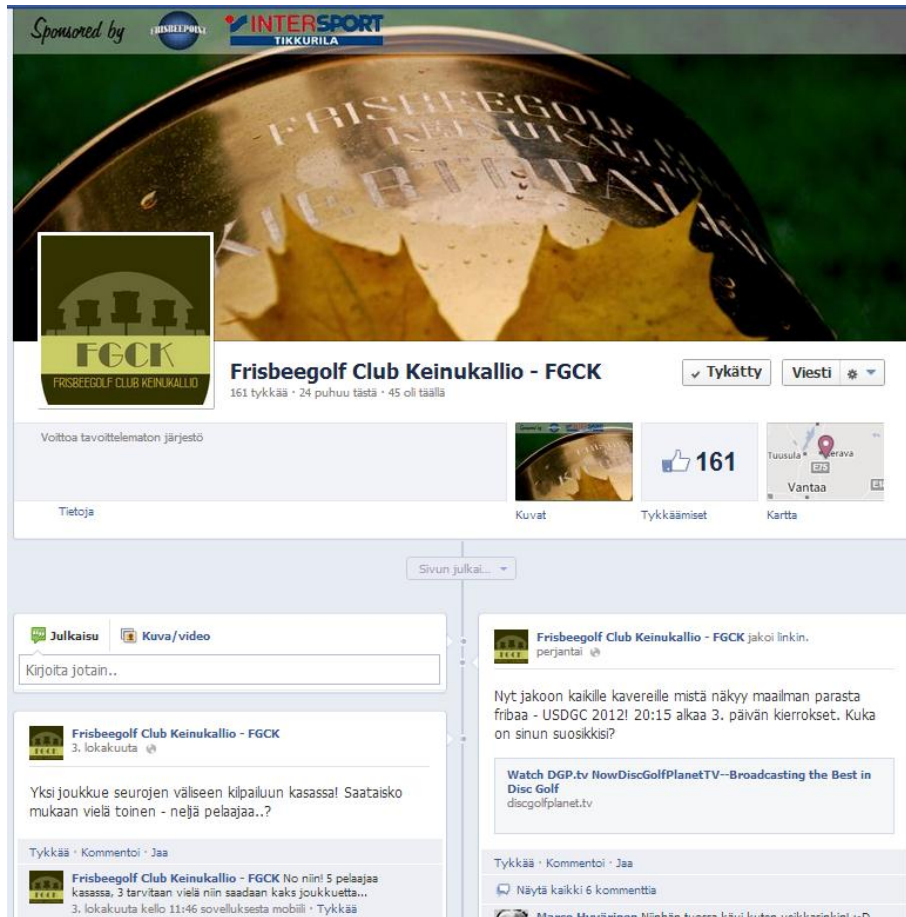 Sponsored by FRISBEEPOINT INTERSPORT
TIKKURILA
FRISBEEGOLF
KEINUKALLIO
KIERTOPALKI
FGCK
FRISBEEGOLF CLUB KEINUKALLIO
Frisbeegolf Club Keinukallio - FGCK
161 tykkää · 24 puhuu tästä · 45 oli täällä
Tykätty
Viesti
Voittoa tavoittelematon järjestö
Tietoja
161
Tuusula
Kerava
E75
Vantaa
Kuvat
Tykkäämiset
Kartta
Sivun julkai...
Julkaisu
Kuva/video
Kirjoita jotain..
Frisbeegolf Club Keinukallio - FGCK
3. lokakuuta
Yksi joukkue seurojen väliseen kilpailuun kasassa! Saataisko
mukaan vielä toinen - neljä pelaajaa..?
Tykkää · Kommentoi · Jaa
Frisbeegolf Club Keinukallio - FGCK No niin! 5 pelaajaa
kasassa, 3 tarvitaan vielä niin saadaan kaks joukkuetta...
3. lokakuuta kello 11:46 sovelluksesta mobiili · Tykkää
Frisbeegolf Club Keinukallio - FGCK jakoi linkin.
perjantai
Nyt jakoon kaikille kavereille mistä näkyy maailman parasta
fribaa - USDGC 2012! 20:15 alkaa 3. päivän kierrokset. Kuka
on sinun suosikkisi?
Watch DGP.tv NowDiscGolfPlanetTV--Broadcasting the Best in
Disc Golf
discgolfplanet.tv
Tykkää · Kommentoi · Jaa
Näytä kaikki 6 kommenttia